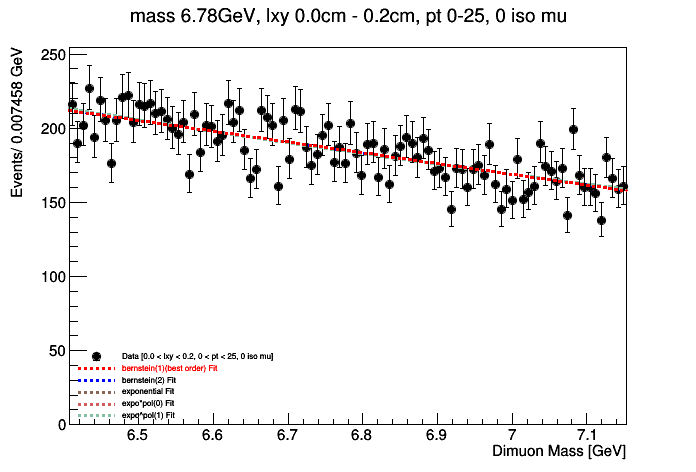 mass 6.78GeV, lxy 0.0cm - 0.2cm, pt 0-25, 0 iso mu
Events/ 0.007458 GeV
250
200
150
100
50
0
Data [0.0 < lxy < 0.2, 0 < pt < 25, 0 iso mu]
bernstein(1)(best order) Fit
bernstein(2) Fit
exponential Fit
expo*pol(0) Fit
expo*pol(1) Fit
6.5 6.6 6.7 6.8 6.9 7 7.1
Dimuon Mass [GeV]